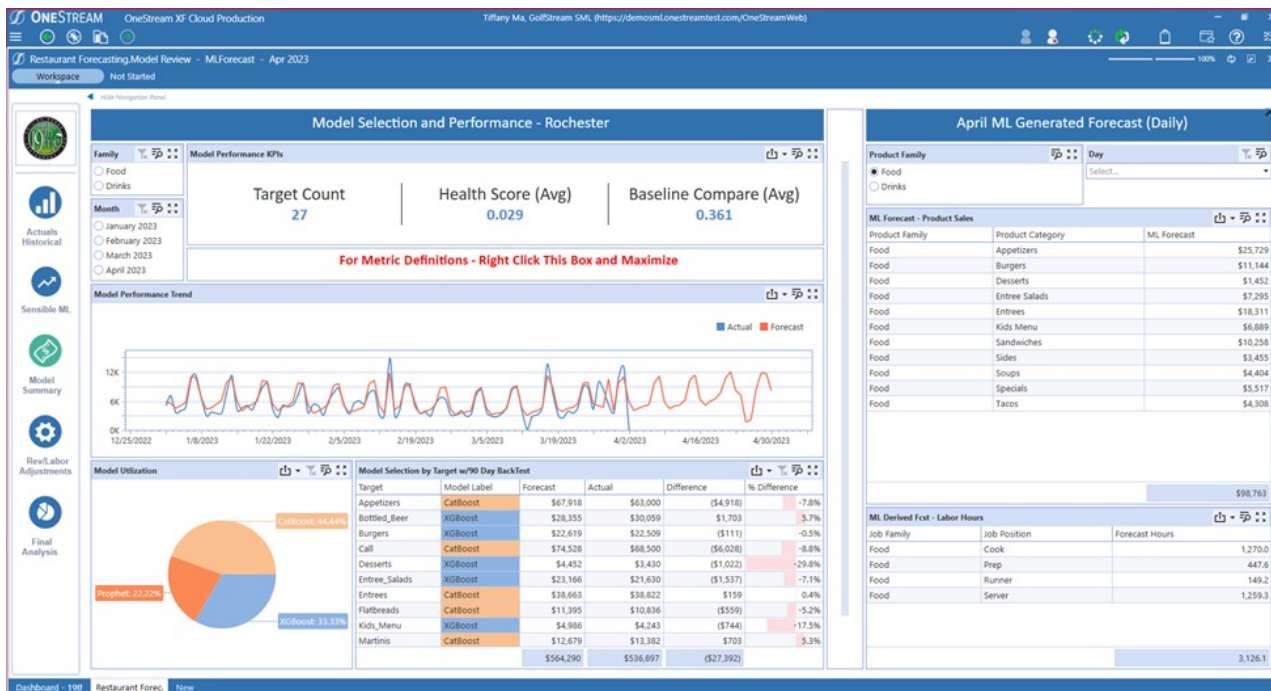 ONESTREAM OneStream XF Cloud Production Tiffany Ma, GolfStream SML (https://demosml.onestreamtest.com/OneStreamWeb)
Restaurant Forecasting.Model Review - MLForecast - Apr 2023 100%
Workspace Not Started
Hide Navigation Panel
Actuals Historical
Sensible ML
Model Summary
Rev/Labor Adjustments
Final Analysis
Model Selection and Performance - Rochester
Family
Food
Drinks
Month
January 2023
February 2023
March 2023
April 2023
Model Performance KPIs
Target Count Health Score (Avg) Baseline Compare (Avg)
27 0.029 0.361
For Metric Definitions - Right Click This Box and Maximize
Model Performance Trend
Actual Forecast
12K
6K
0K
12/25/2022 1/8/2023 1/22/2023 2/5/2023 2/19/2023 3/5/2023 3/19/2023 4/2/2023 4/16/2023 4/30/2023
Model Utilization
CatBoost: 44.44%
Prophet: 22.22%
XGBoost: 33.33%
Model Selection by Target w/90 Day BackTest
Target Model Label Forecast Actual Difference % Difference
Appetizers CatBoost $67,918 $63,000 ($4,918) -7.8%
Bottled_Beer XGBoost $28,355 $30,059 $1,703 5.7%
Burgers XGBoost $22,619 $22,509 ($111) -0.5%
Call CatBoost $74,528 $68,500 ($6,028) -8.8%
Desserts XGBoost $4,452 $3,430 ($1,022) -29.8%
Entree_Salads XGBoost $23,166 $21,630 ($1,537) -7.1%
Entrees CatBoost $38,663 $38,822 $159 0.4%
Flatbreads CatBoost $11,395 $10,836 ($559) -5.2%
Kids_Menu XGBoost $4,986 $4,243 ($744) -17.5%
Martinis CatBoost $12,679 $13,382 $703 5.3%
$564,290 $536,897 ($27,392)
April ML Generated Forecast (Daily)
Product Family
Food
Drinks
Day
Select...
ML Forecast - Product Sales
Product Family Product Category ML Forecast
Food Appetizers $25,729
Food Burgers $11,144
Food Desserts $1,452
Food Entree Salads $7,295
Food Entrees $18,311
Food Kids Menu $6,889
Food Sandwiches $10,258
Food Sides $3,455
Food Soups $4,404
Food Specials $5,517
Food Tacos $4,308
$98,763
ML Derived Fcst - Labor Hours
Job Family Job Position Forecast Hours
Food Cook 1,270.0
Food Prep 447.6
Food Runner 149.2
Food Server 1,259.3
3,126.1
Dashboard - 19t Restaurant Forec. New